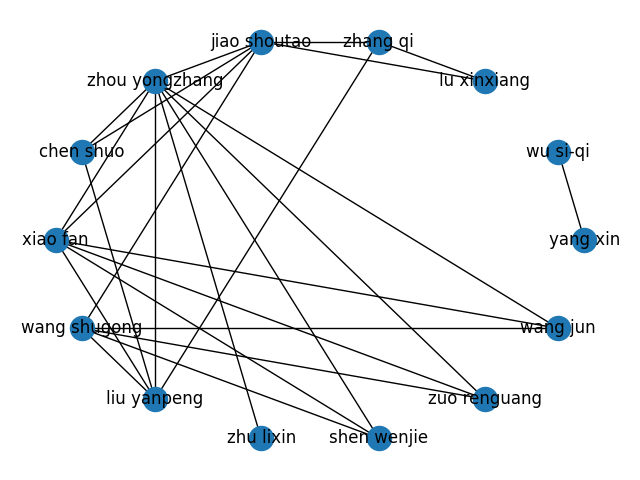 jiao shoutao
zhang qi
zhou yongzhang
lu xinxiang
chen shuo
wu si-qi
xiao fan
yang xin
wang shugong
wang jun
liu yanpeng
zuo renguang
zhu lixin
shen wenjie